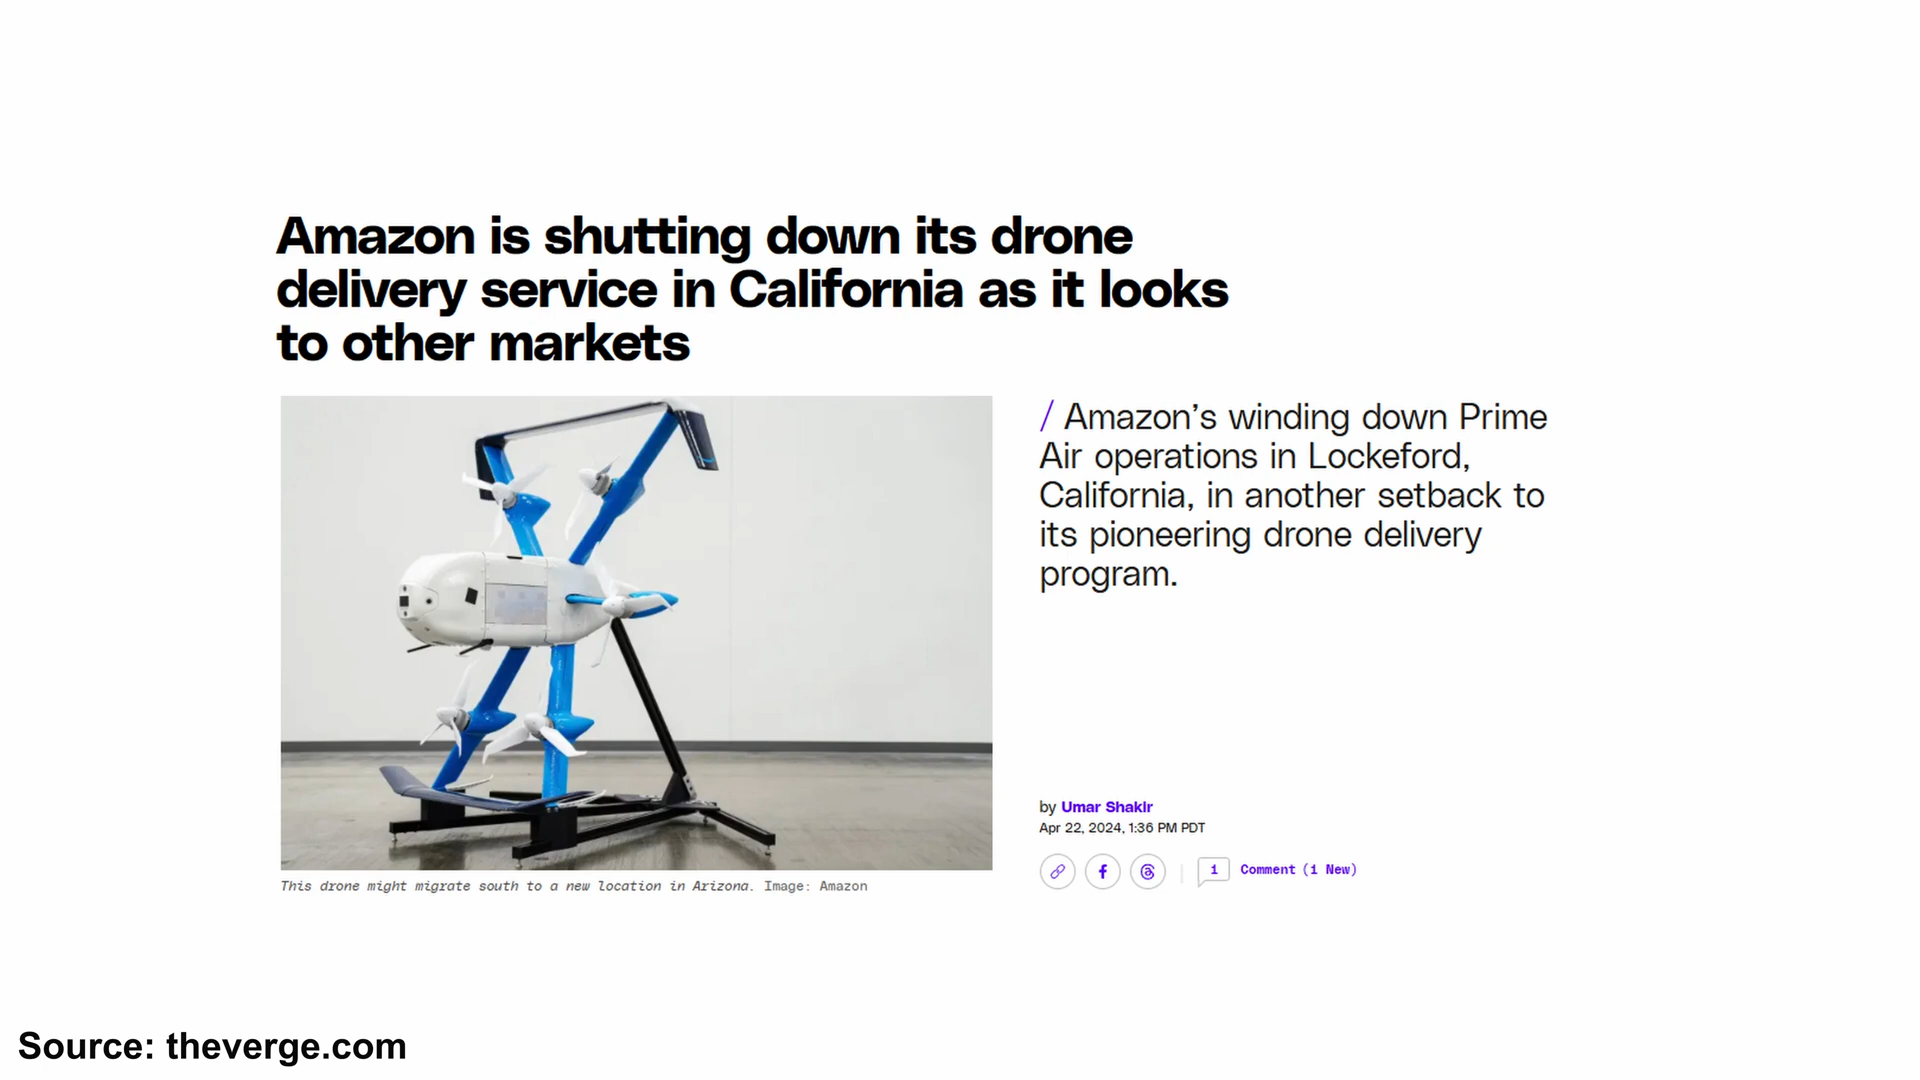 Amazon is shutting down its drone
delivery service in California as it looks
to other markets
/ Amazon’s winding down Prime
Air operations in Lockeford,
California, in another setback to
its pioneering drone delivery
program.
by Umar Shakir
Apr 22, 2024, 1:36 PM PDT
1 Comment (1 New)
This drone might migrate south to a new location in Arizona. Image: Amazon
Source: theverge.com